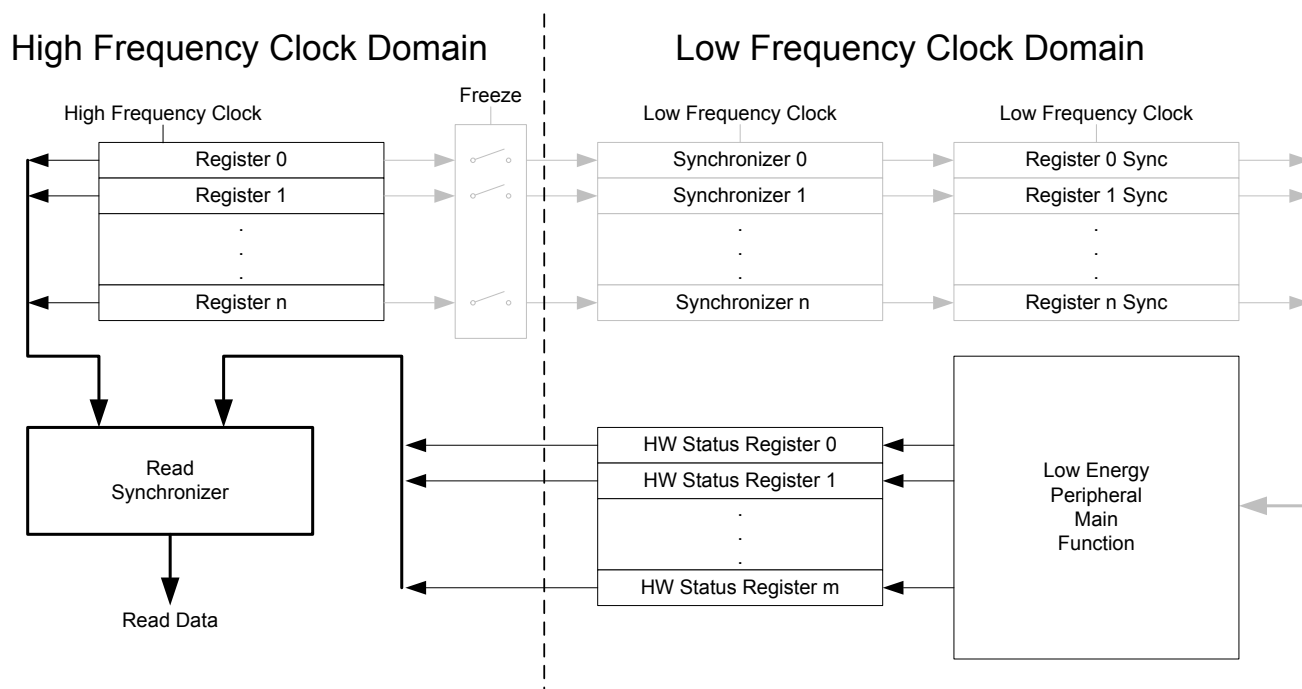 High Frequency Clock Domain
Low Frequency Clock Domain
Freeze
High Frequency Clock
Low Frequency Clock
Low Frequency Clock
Register 0
Synchronizer 0
Register 0 Sync
Register 1
Synchronizer 1
Register 1 Sync
.
.
.
.
.
.
.
.
.
Register n
Synchronizer n
Register n Sync
HW Status Register 0
HW Status Register 1
.
.
.
HW Status Register m
Read
Synchronizer
Low Energy
Peripheral
Main
Function
Read Data